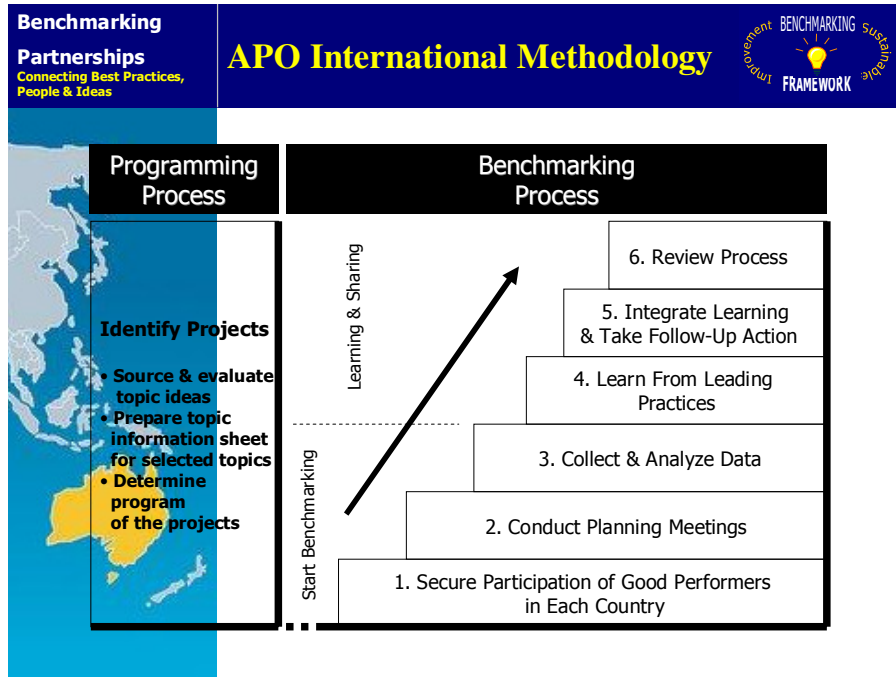 Benchmarking
Partnerships
Connecting Best Practices,
People & Ideas
APO International Methodology
Improvement
BENCHMARKING
Sustainable
FRAMEWORK
Programming
Process
Identify Projects
• Source & evaluate
topic ideas
• Prepare topic
information sheet
for selected topics
• Determine
program
of the projects
Benchmarking
Process
Learning & Sharing
Start Benchmarking
6. Review Process
5. Integrate Learning
& Take Follow-Up Action
4. Learn From Leading
Practices
3. Collect & Analyze Data
2. Conduct Planning Meetings
1. Secure Participation of Good Performers
in Each Country